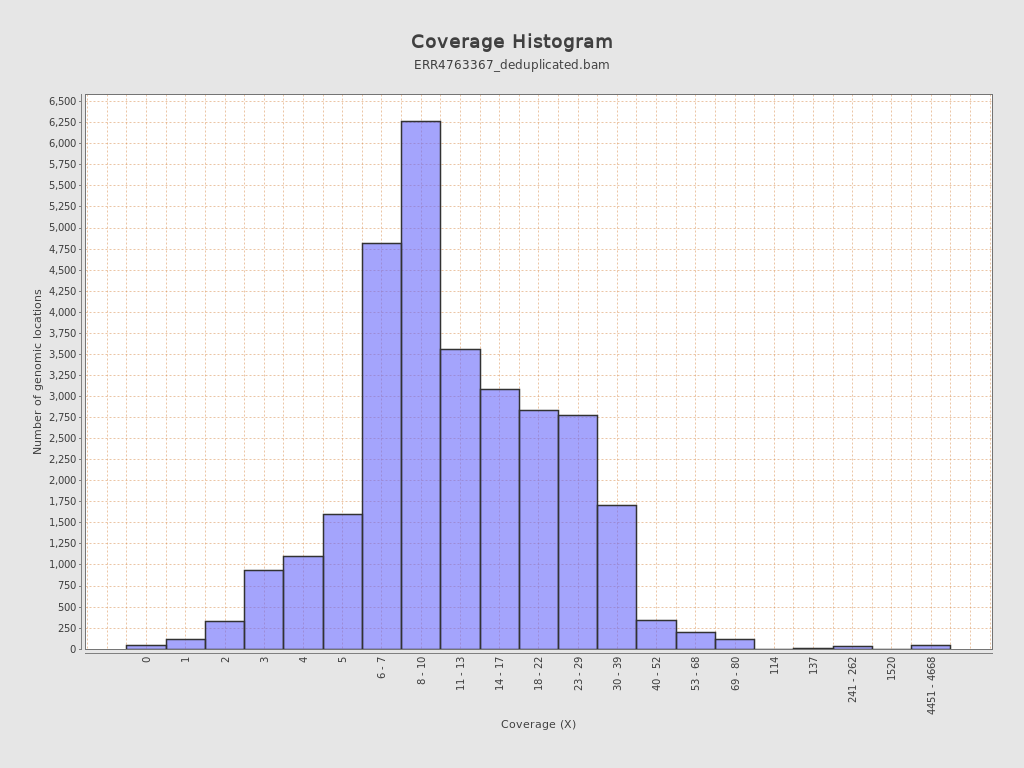 Coverage Histogram
ERR4763367_deduplicated.bam
Number of genomic locations
6,500
6,250
6,000
5,750
5,500
5,250
5,000
4,750
4,500
4,250
4,000
3,750
3,500
3,250
3,000
2,750
2,500
2,250
2,000
1,750
1,500
1,250
1,000
750
500
250
0
0
1
2
3
4
5
6 - 7
8 - 10
11 - 13
14 - 17
18 - 22
23 - 29
30 - 39
40 - 52
53 - 68
69 - 80
114
137
241 - 262
1520
4451 - 4668
Coverage (X)